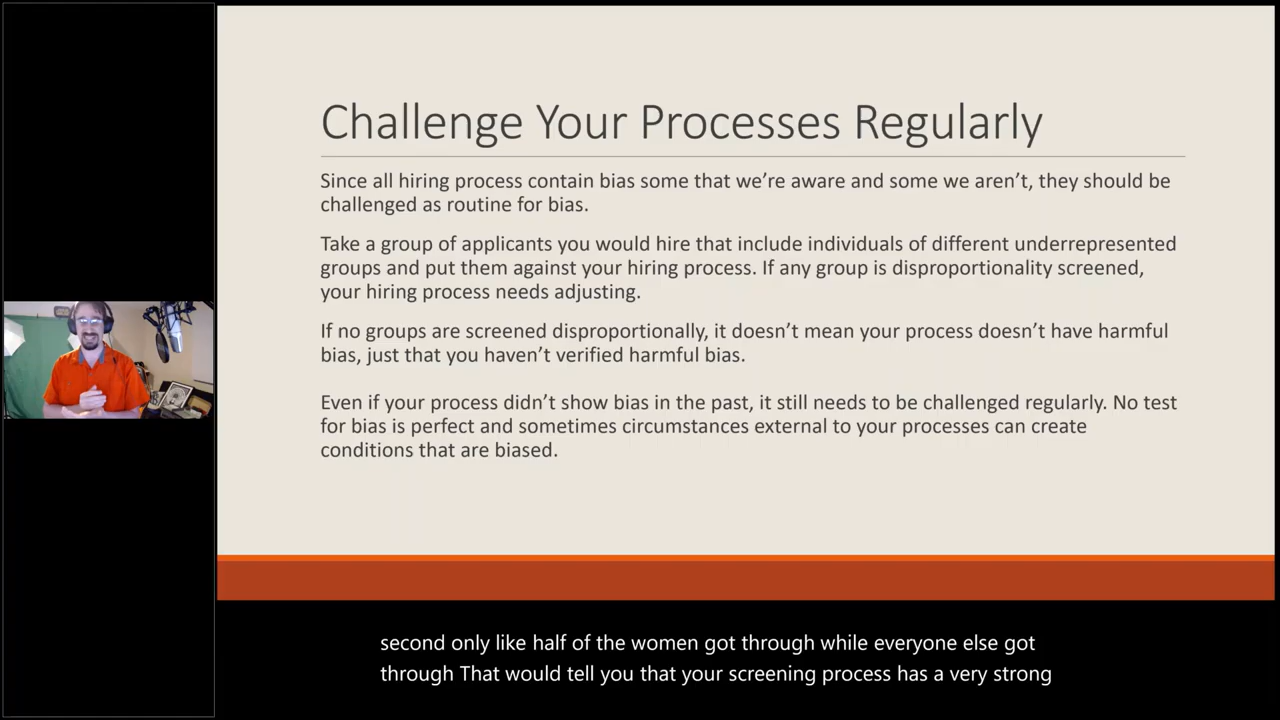 Challenge Your Processes Regularly
Since all hiring process contain bias some that we’re aware and some we aren’t, they should be
challenged as routine for bias.
Take a group of applicants you would hire that include individuals of different underrepresented
groups and put them against your hiring process. If any group is disproportionality screened,
your hiring process needs adjusting.
If no groups are screened disproportionally, it doesn’t mean your process doesn’t have harmful
bias, just that you haven’t verified harmful bias.
Even if your process didn’t show bias in the past, it still needs to be challenged regularly. No test
for bias is perfect and sometimes circumstances external to your processes can create
conditions that are biased.
second only like half of the women got through while everyone else got
through That would tell you that your screening process has a very strong